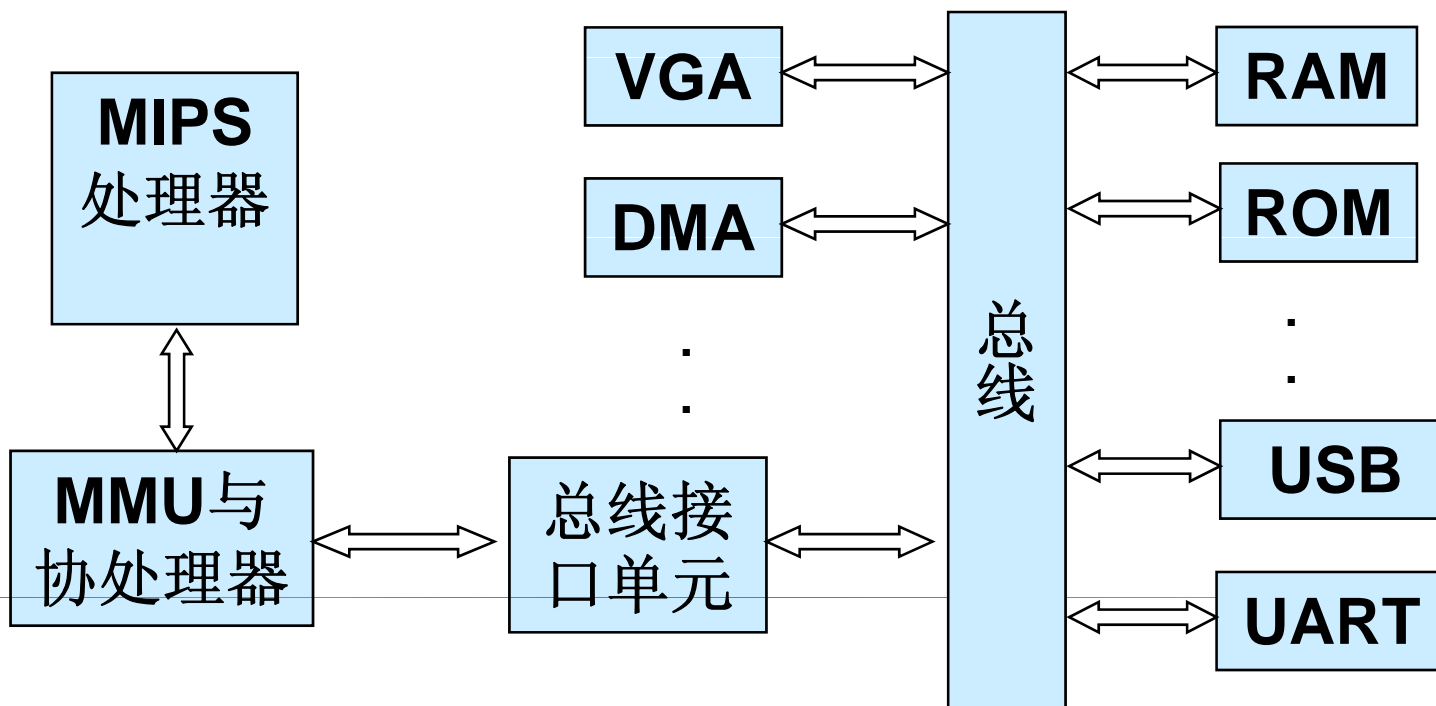 MIPS
处理器
MMU与
协处理器
VGA
DMA
.
.
总线接
口单元
总
线
RAM
ROM
.
.
USB
UART